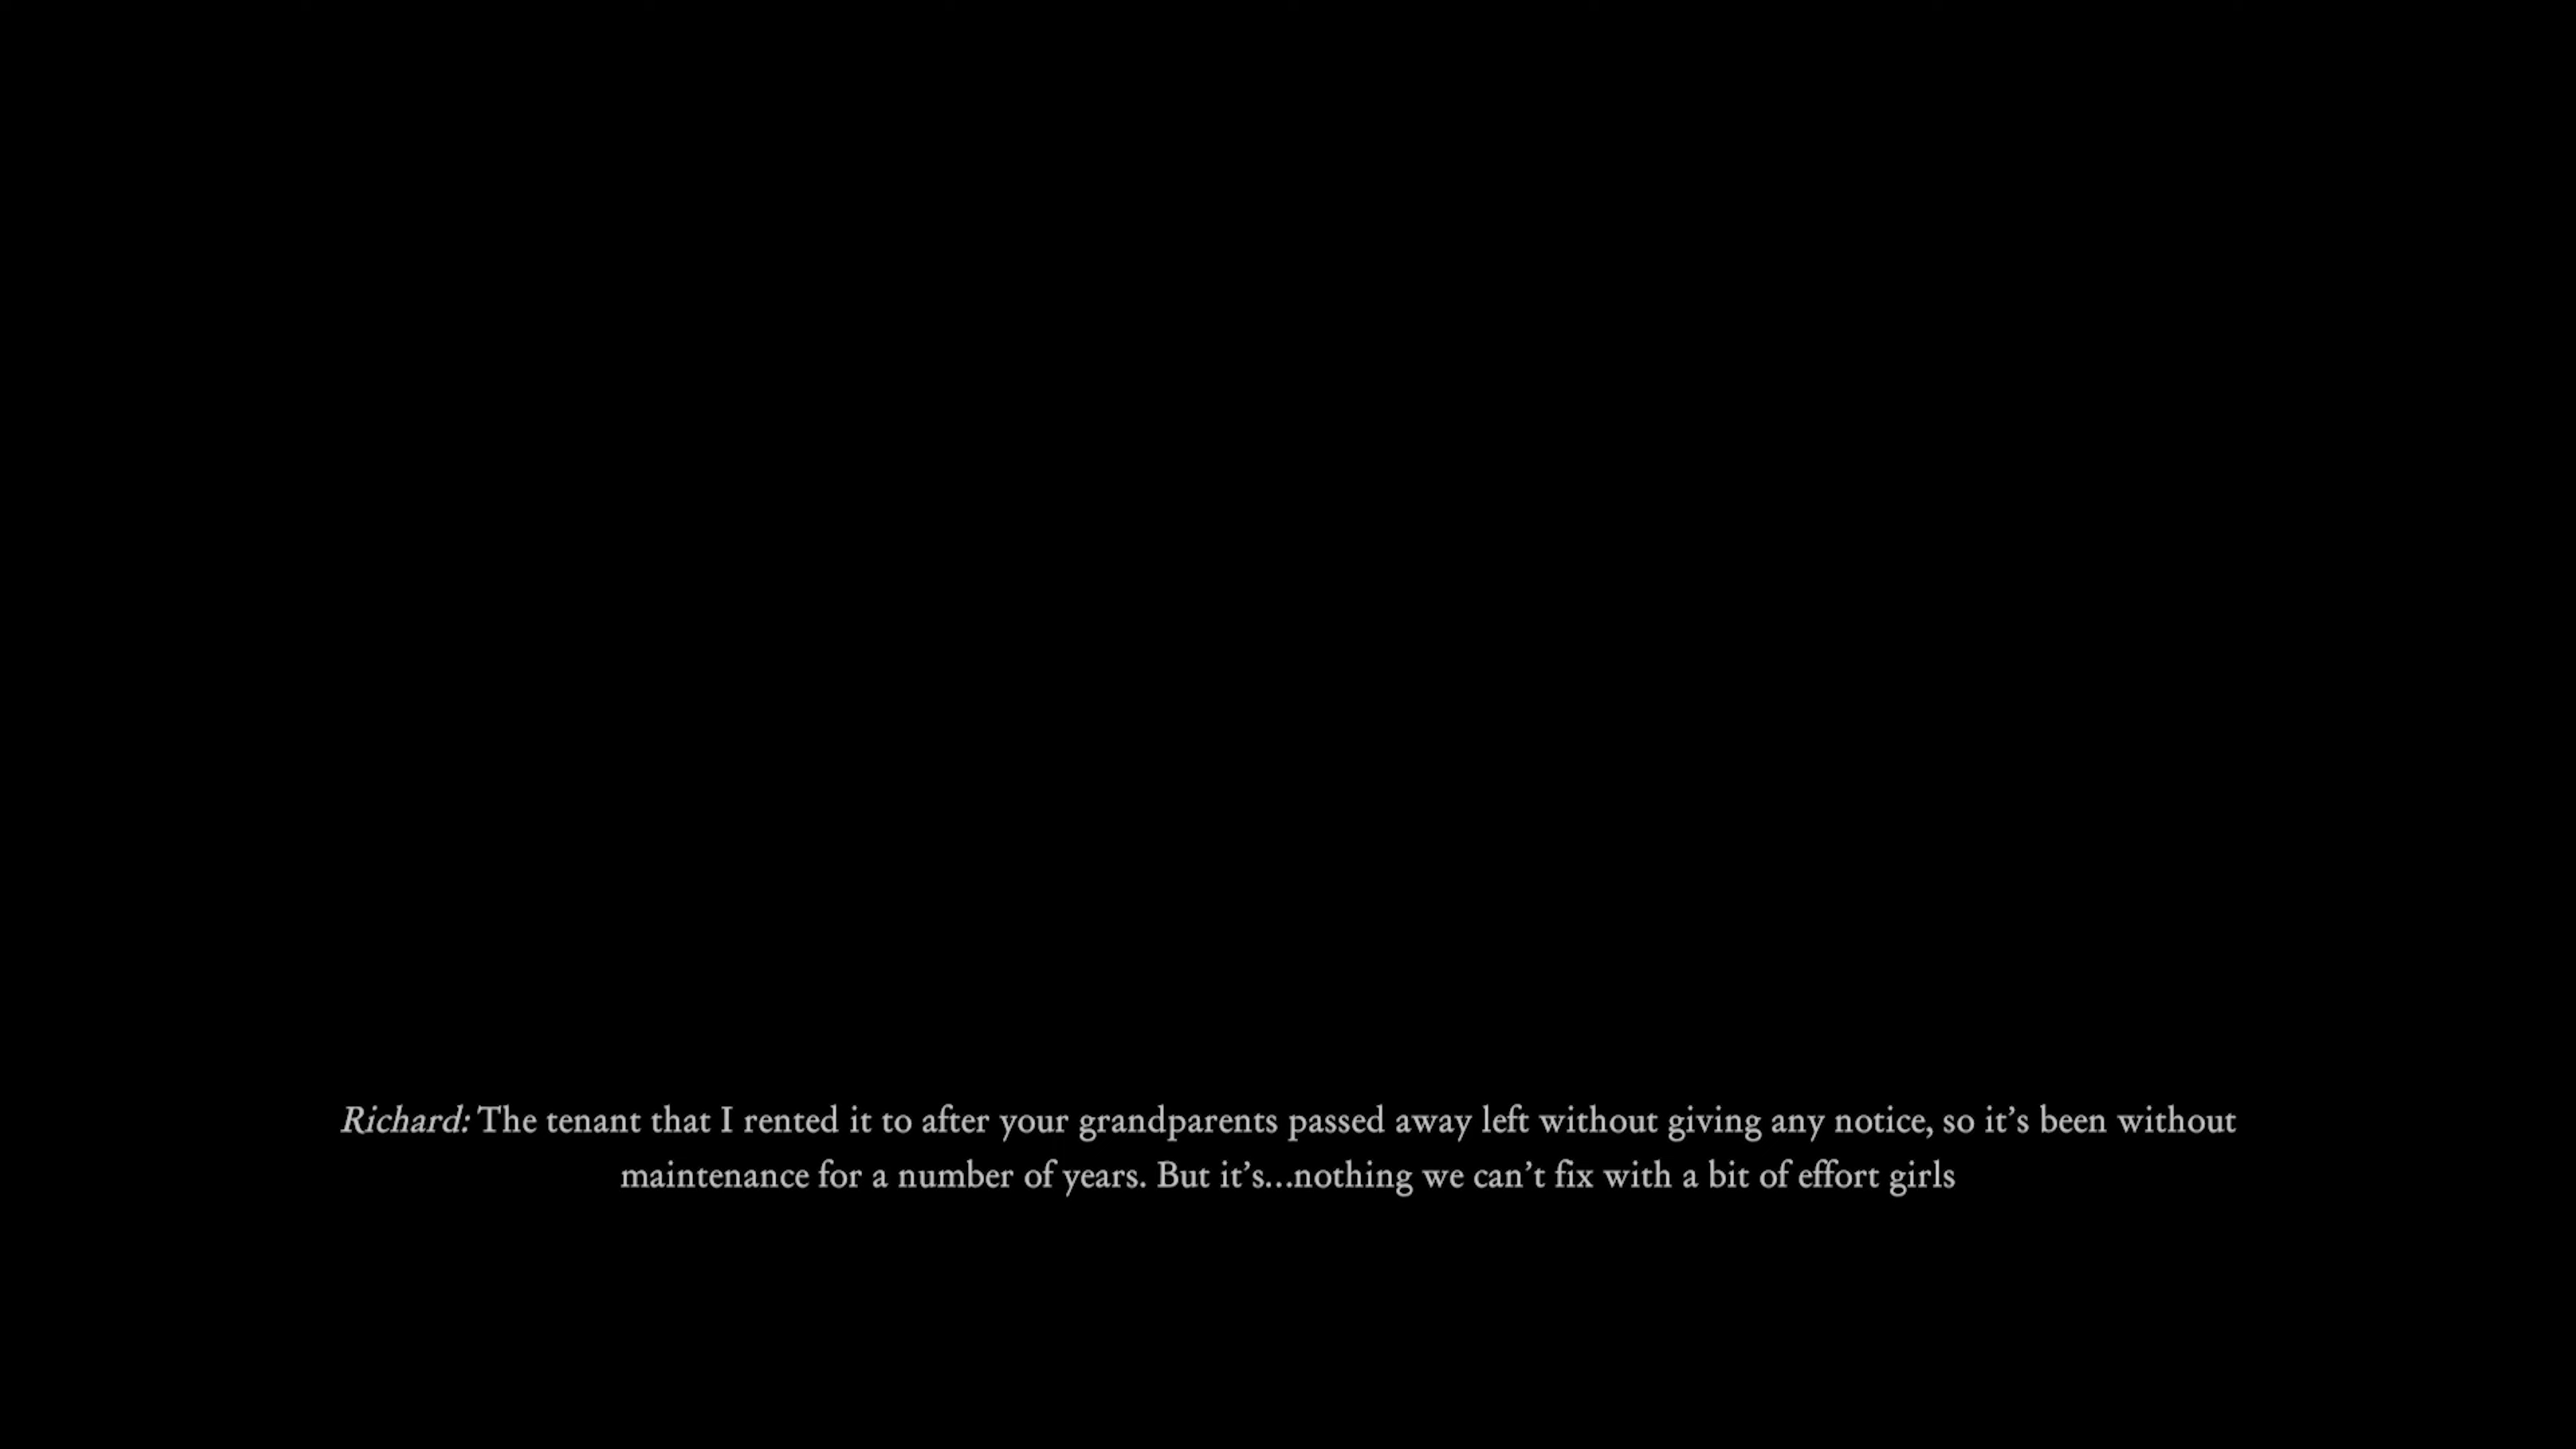 Richard: The tenant that I rented it to after your grandparents passed away left without giving any notice, so it’s been without
maintenance for a number of years. But it’s...nothing we can’t fix with a bit of effort girls